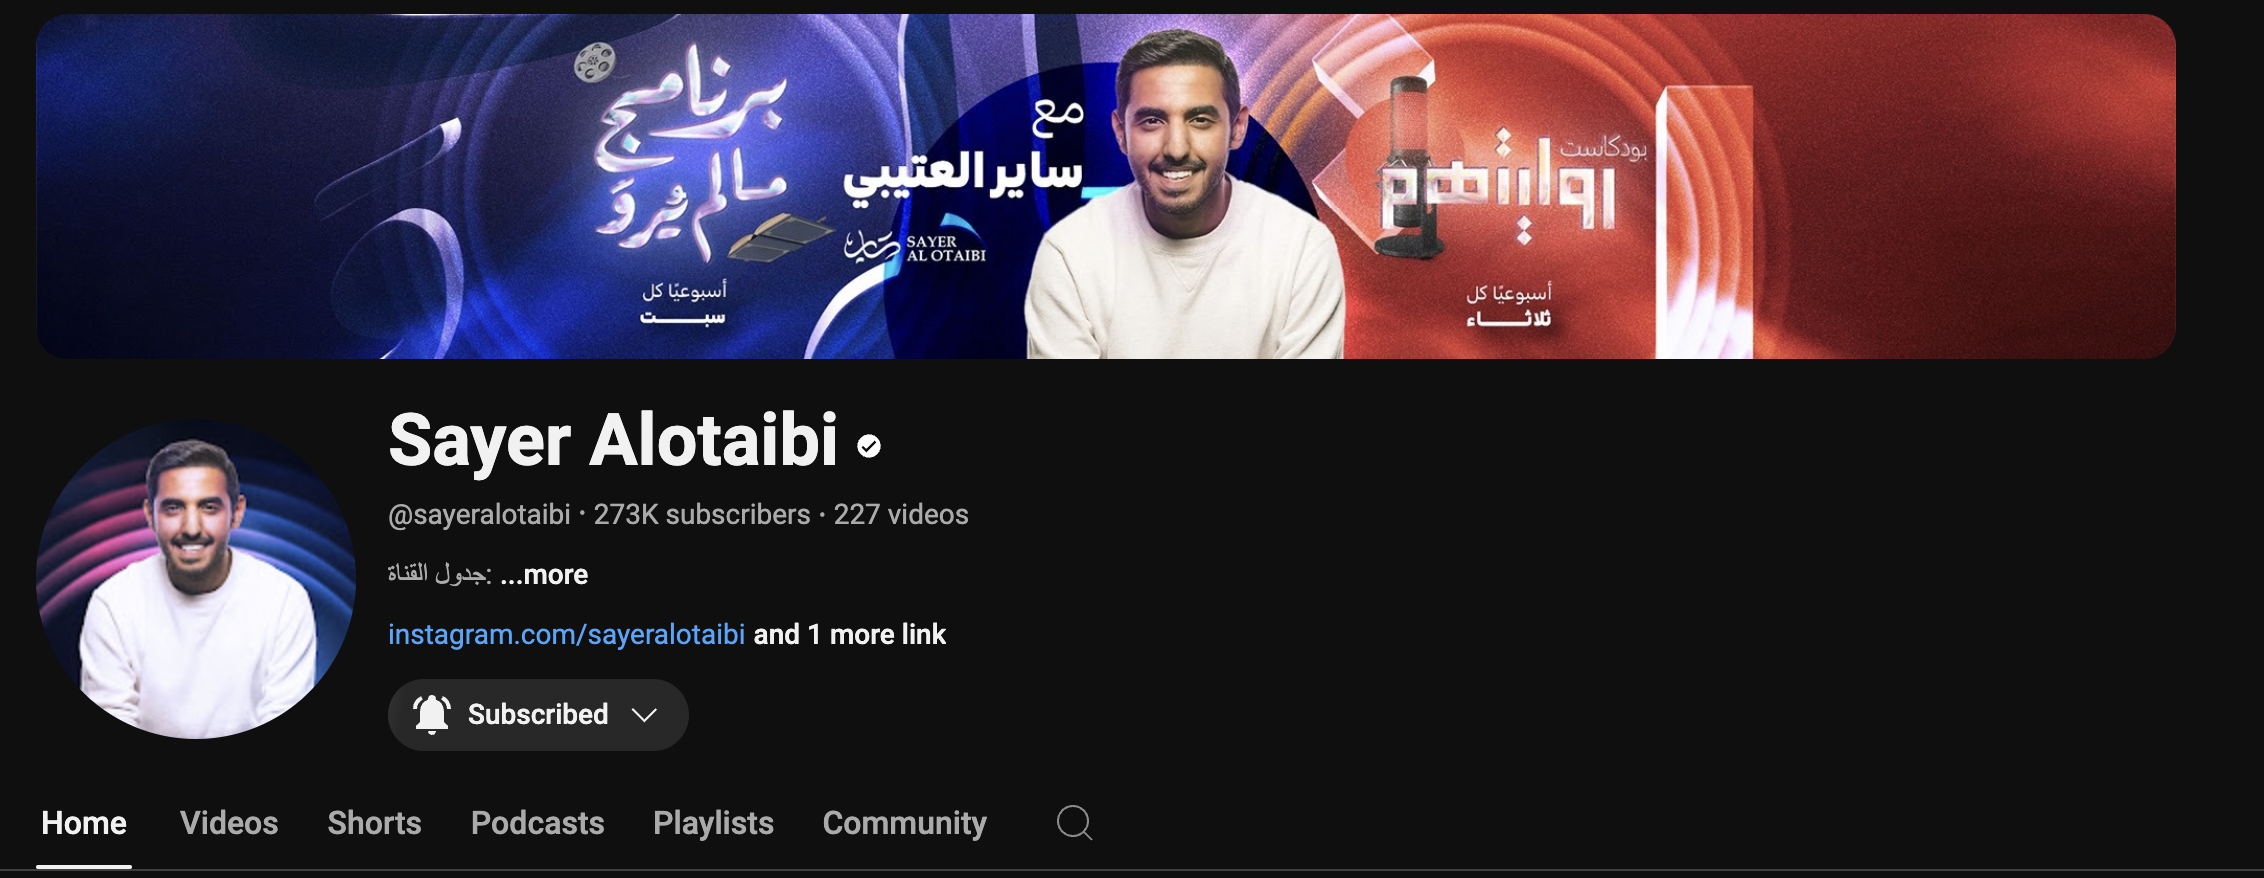 برنامج
مالم يُروَ
أسبوعيًا كل
سبت
مع
ساير العتيبي
ساير
SAYER
AL OTAIBI
بودكاست
روايتهم
أسبوعيًا كل
ثلاثاء
Sayer Alotaibi
@sayeralotaibi · 273K subscribers · 227 videos
جدول القناة: ...more
instagram.com/sayeralotaibi and 1 more link
Subscribed
Home Videos Shorts Podcasts Playlists Community